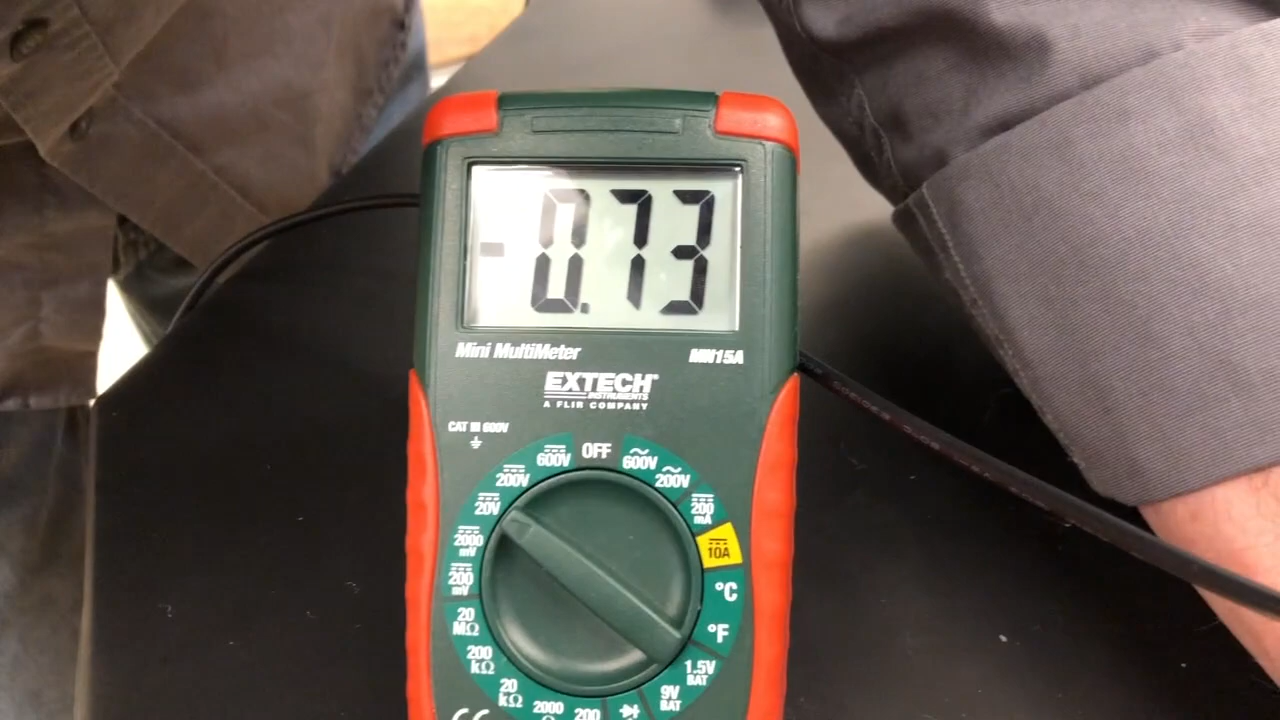 -0.73
Mini MultiMeter MN15A
EXTECH
INSTRUMENTS
A FLIR COMPANY
CAT III 600V
OFF
600V
200V
20V
2000 mV
200 mV
20 MΩ
200 kΩ
20 kΩ
2000 Ω
200
600V
200V
200 mA
10A
°C
°F
1.5V BAT
9V BAT
CE